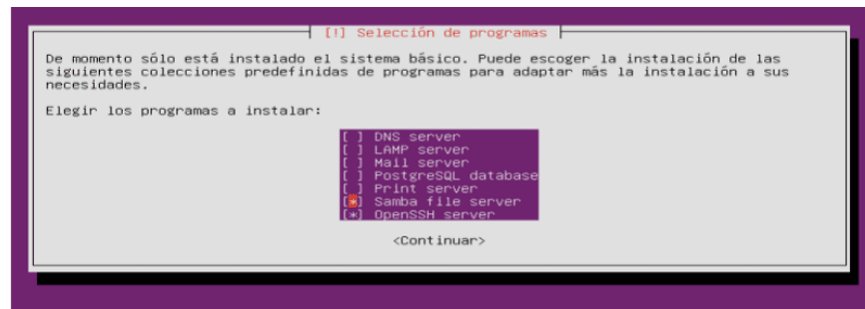 [!] Selección de programas
De momento sólo está instalado el sistema básico. Puede escoger la instalación de las
siguientes colecciones predefinidas de programas para adaptar más la instalación a sus
necesidades.
Elegir los programas a instalar:
[ ] DNS server
[ ] LAMP server
[ ] Mail server
[ ] PostgreSQL database
[ ] Print server
[*] Samba file server
[*] OpenSSH server
<Continuar>